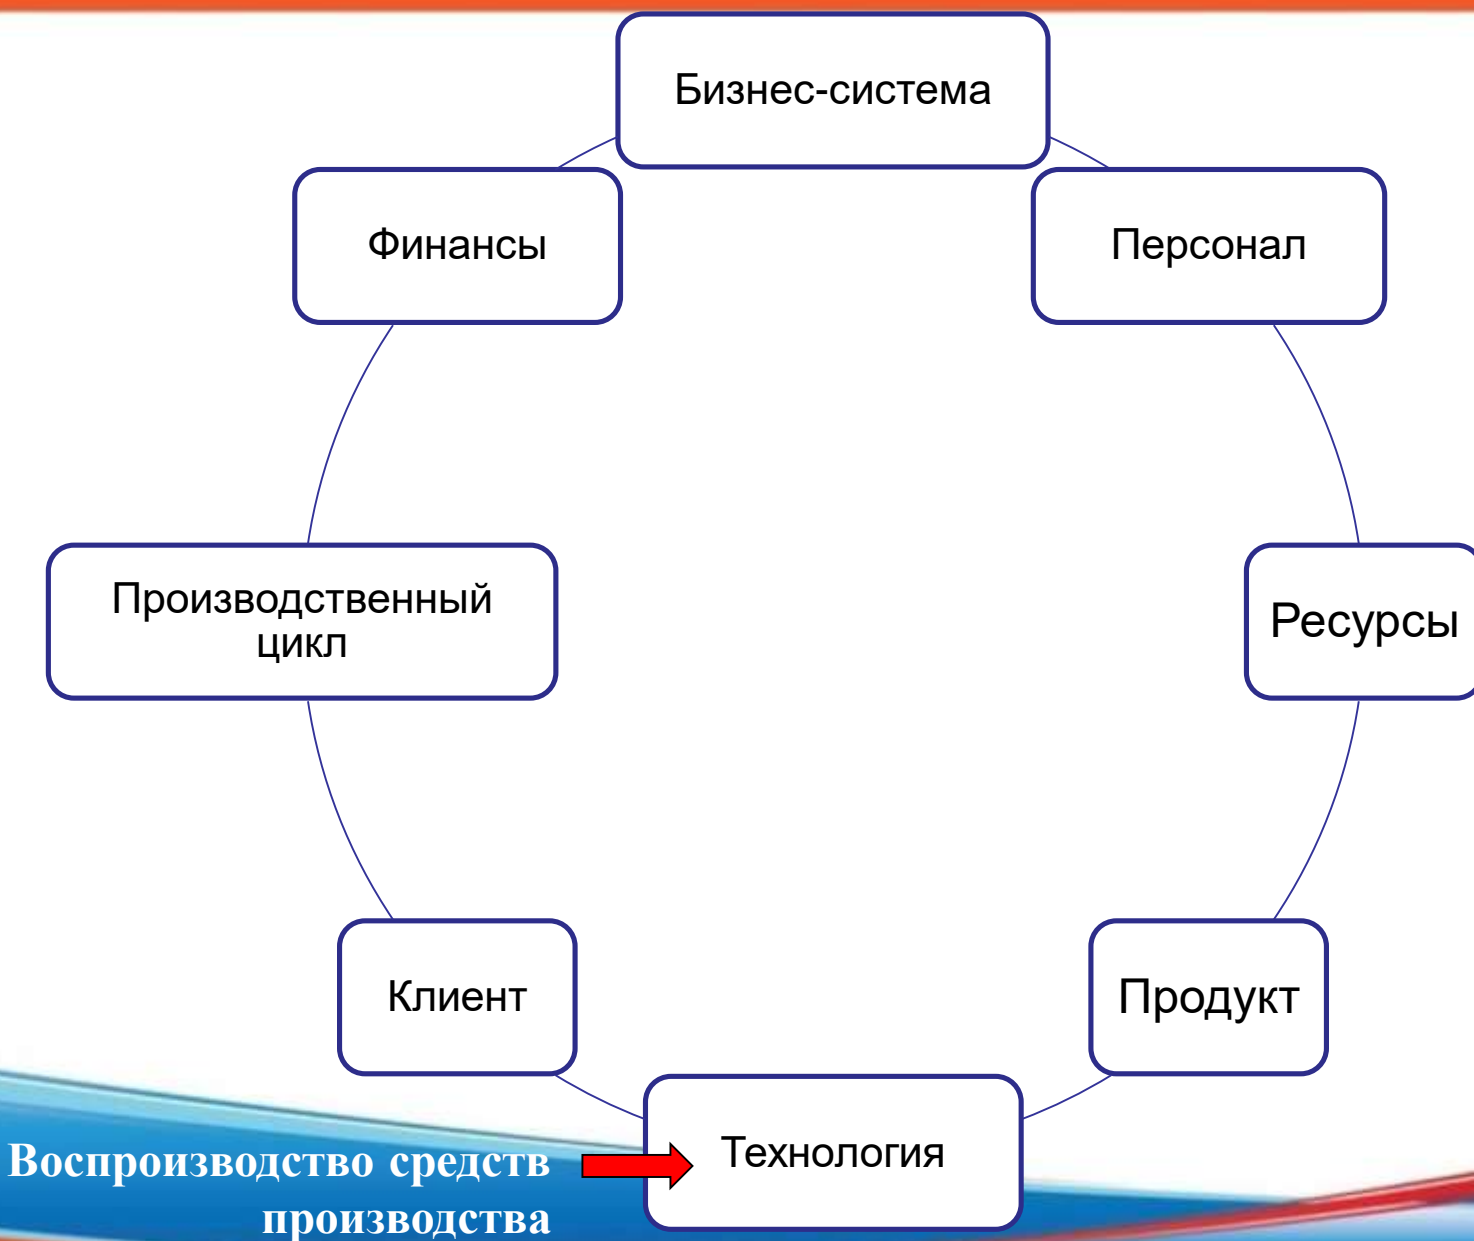 Бизнес-система
Финансы
Персонал
Производственный
цикл
Ресурсы
Клиент
Продукт
Технология
Воспроизводство средств
производства